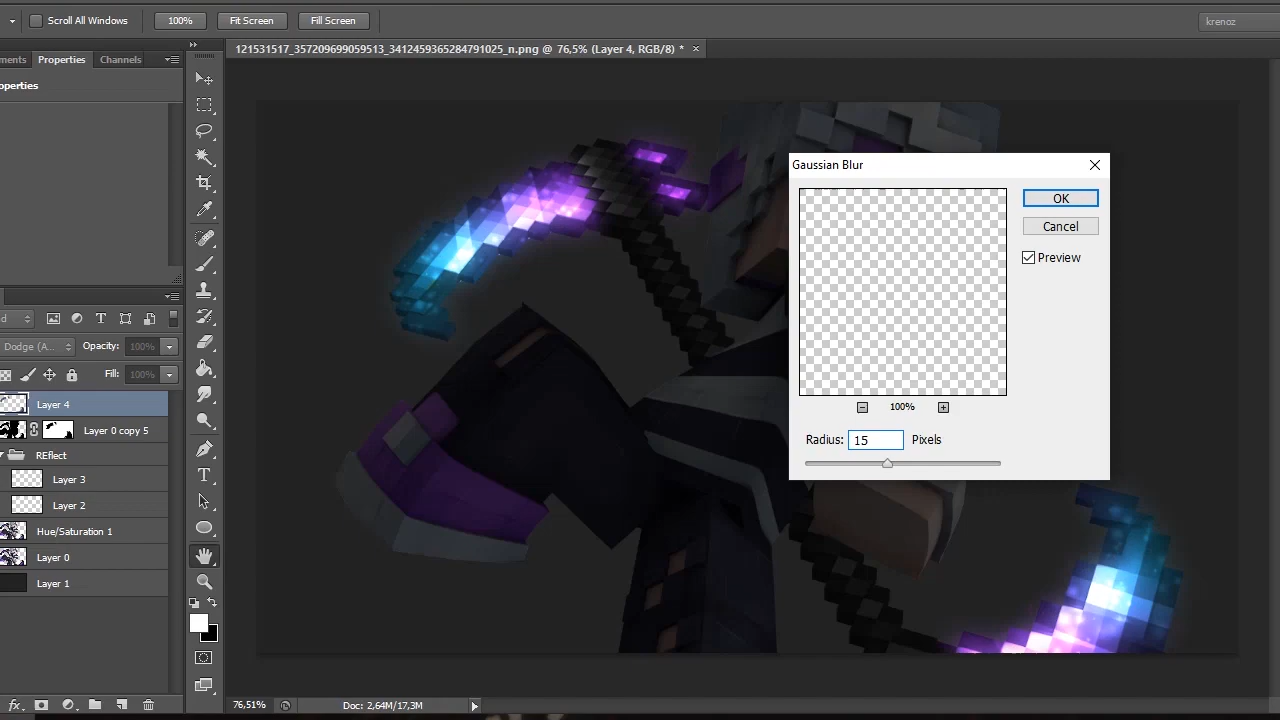 Scroll All Windows 100% Fit Screen Fill Screen krenoz
121531517_357209699059513_3412459365284791025_n.png @ 76,5% (Layer 4, RGB/8) * ×
ments Properties Channels
operties
Gaussian Blur
OK
Cancel
Preview
100%
Radius: 15 Pixels
d
Dodge (A... Opacity: 100%
Fill: 100%
Layer 4
Layer 0 copy 5
REflect
Layer 3
Layer 2
Hue/Saturation 1
Layer 0
Layer 1
fx. 76,51% Doc: 2,64M/17,3M